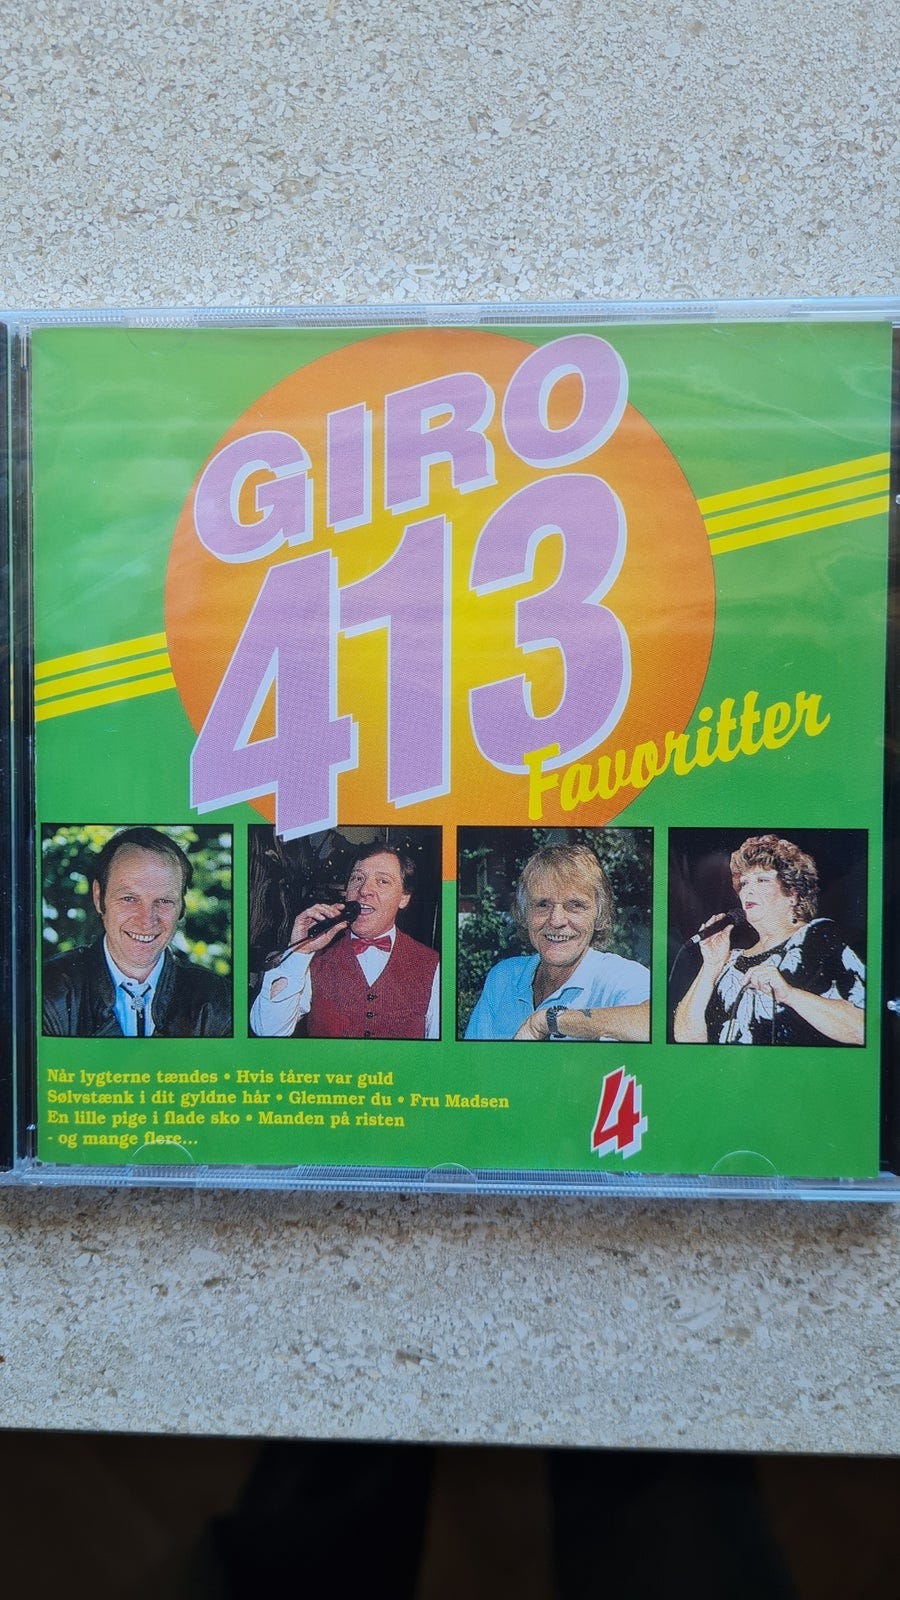 GIRO
413
Favoritter
Når lygterne tændes • Hvis tårer var guld
Sølvstænk i dit gyldne hår • Glemmer du • Fru Madsen
En lille pige i flade sko • Manden på risten
- og mange flere...
4